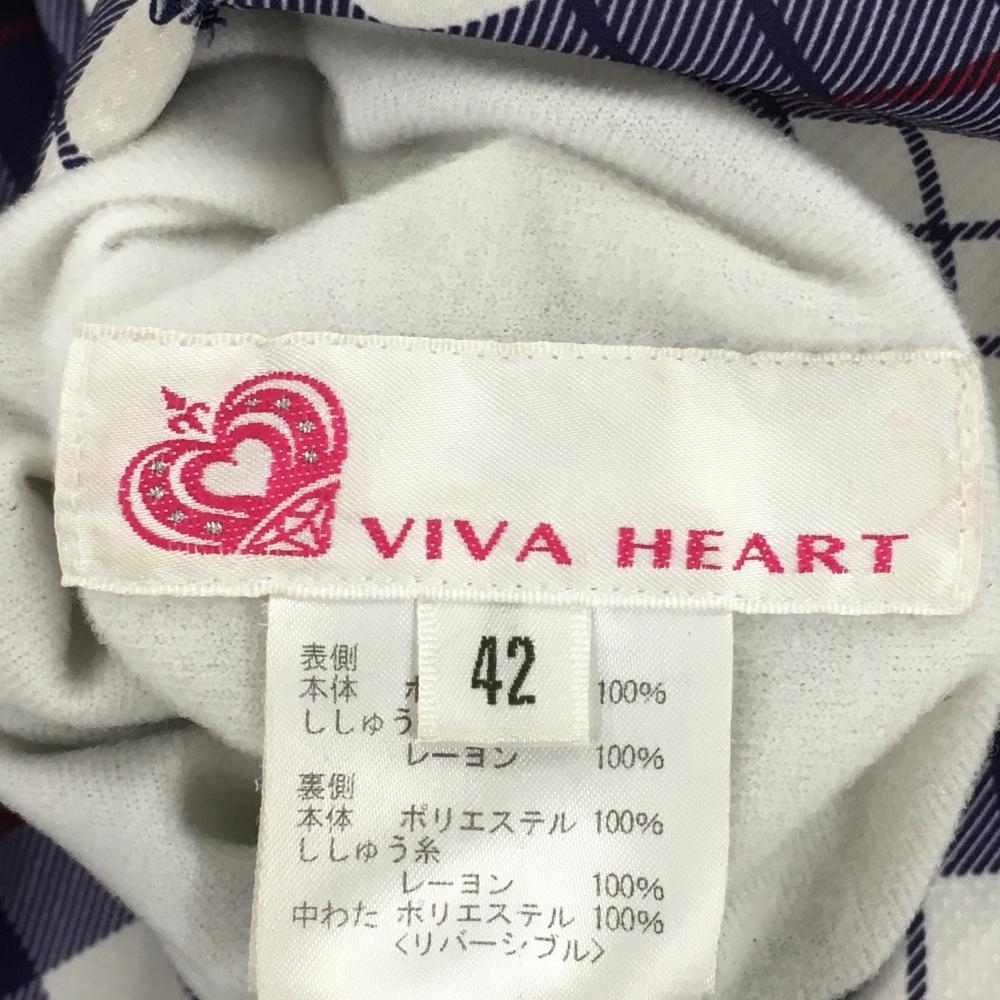 VIVA HEART
42
表側
本体 100%
ししゅう
レーヨン 100%
裏側
本体 ポリエステル 100%
ししゅう糸
レーヨン 100%
中わた ポリエステル 100%
<リバーシブル>